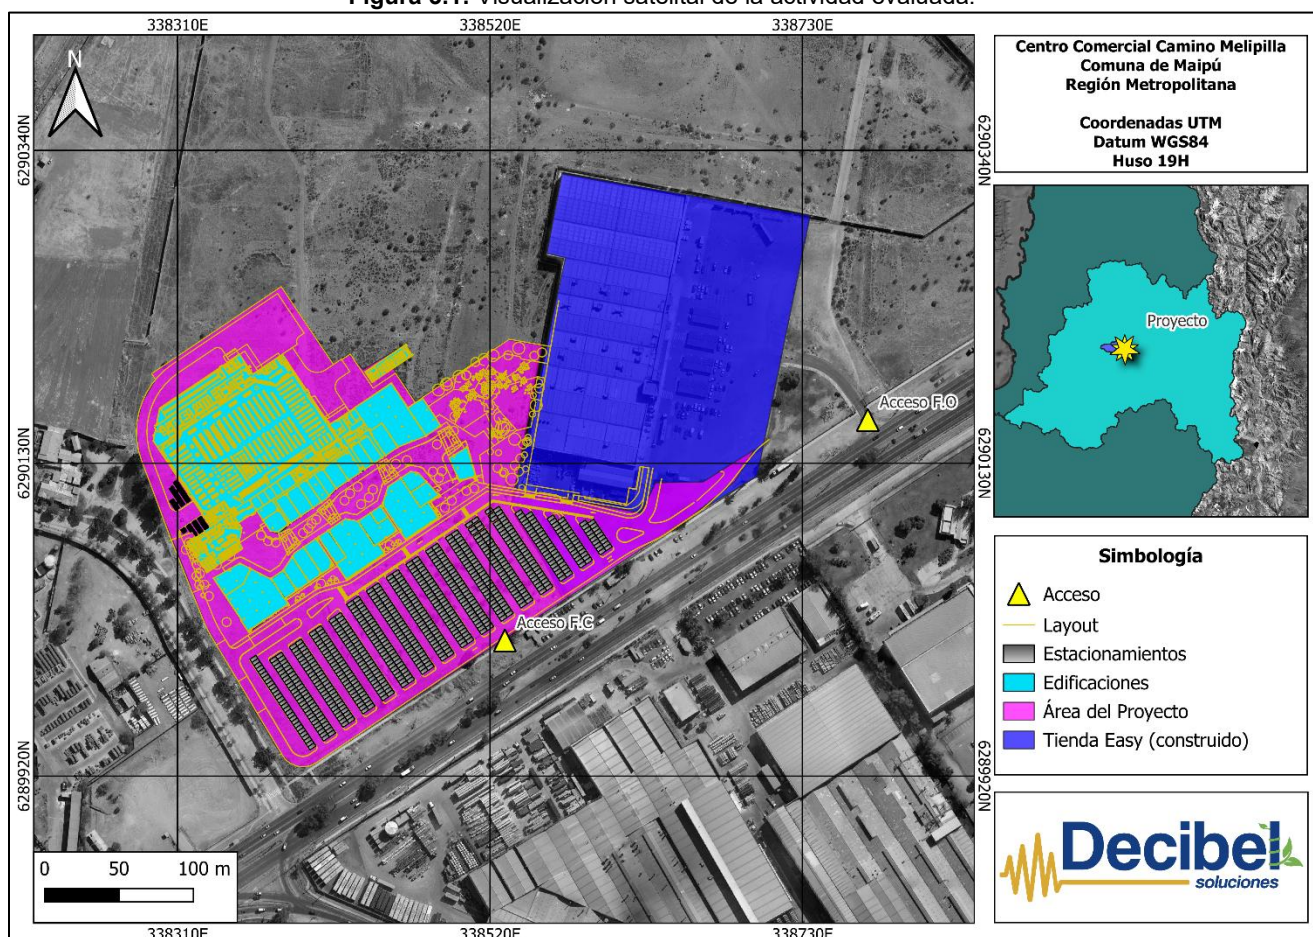 Figura 3.1. Visualización satelital de la actividad evaluada.
338310E
338520E
338730E
Centro Comercial Camino Melipilla
Comuna de Maipú
Región Metropolitana
Coordenadas UTM
Datum WGS84
Huso 19H
N
6290340N
6290340N
Proyecto
Acceso F.O
6290130N
6290130N
Acceso F.C
Simbología
Acceso
Layout
Estacionamientos
Edificaciones
Área del Proyecto
Tienda Easy (construido)
6289920N
6289920N
0 50 100 m
Decibel
soluciones
338310E
338520E
338730E